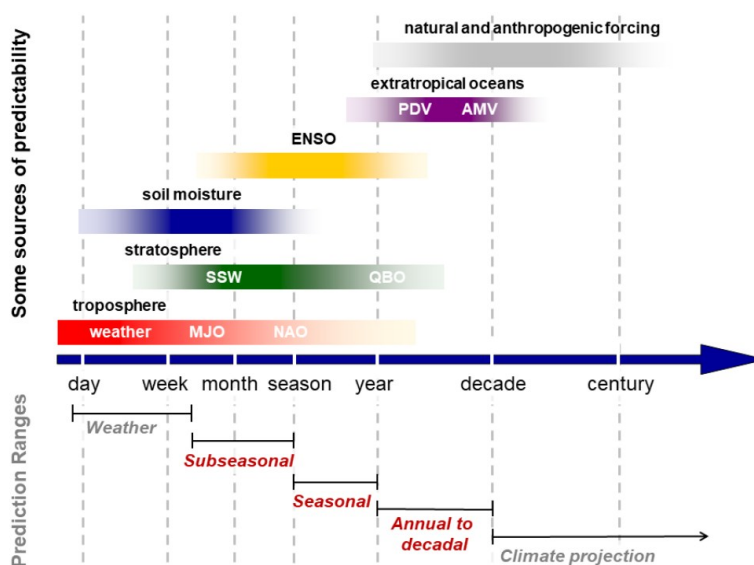 natural and anthropogenic forcing
extratropical oceans
PDV AMV
ENSO
soil moisture
stratosphere
SSW QBO
troposphere
weather MJO NAO
day week month season year decade century
Weather
Subseasonal
Seasonal
Annual to
decadal
Climate projection
Some sources of predictability
Prediction Ranges